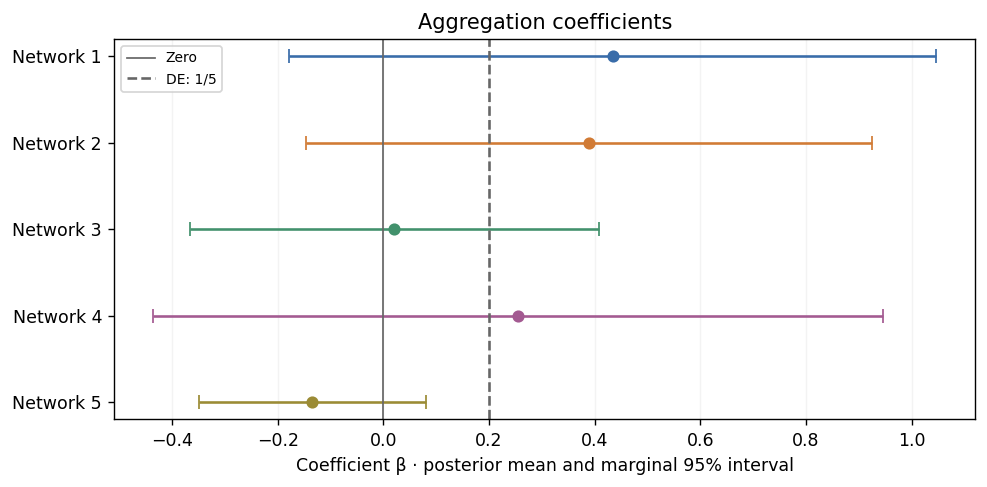 Aggregation coefficients
Zero
DE: 1/5
Network 1
Network 2
Network 3
Network 4
Network 5
−0.4 −0.2 0.0 0.2 0.4 0.6 0.8 1.0
Coefficient β · posterior mean and marginal 95% interval